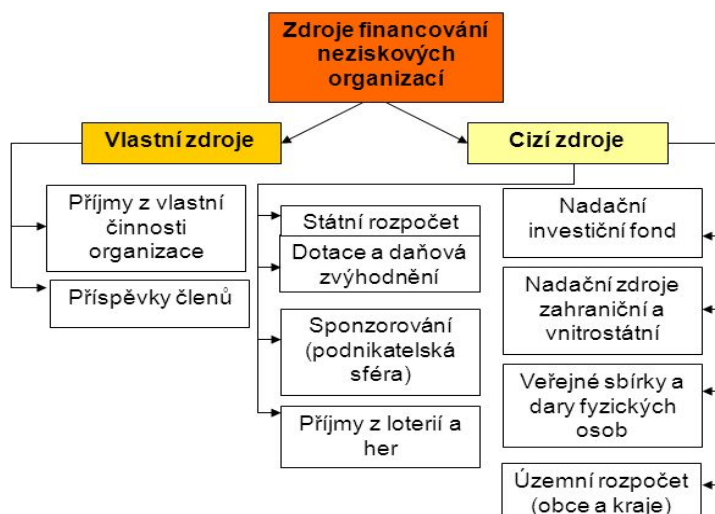 Zdroje financování
neziskových
organizací
Vlastní zdroje
Cizí zdroje
Příjmy z vlastní
činnosti
organizace
Příspěvky členů
Státní rozpočet
Dotace a daňová
zvýhodnění
Sponzorování
(podnikatelská
sféra)
Příjmy z loterií a
her
Nadační
investiční fond
Nadační zdroje
zahraniční a
vnitrostátní
Veřejné sbírky a
dary fyzických
osob
Územní rozpočet
(obce a kraje)